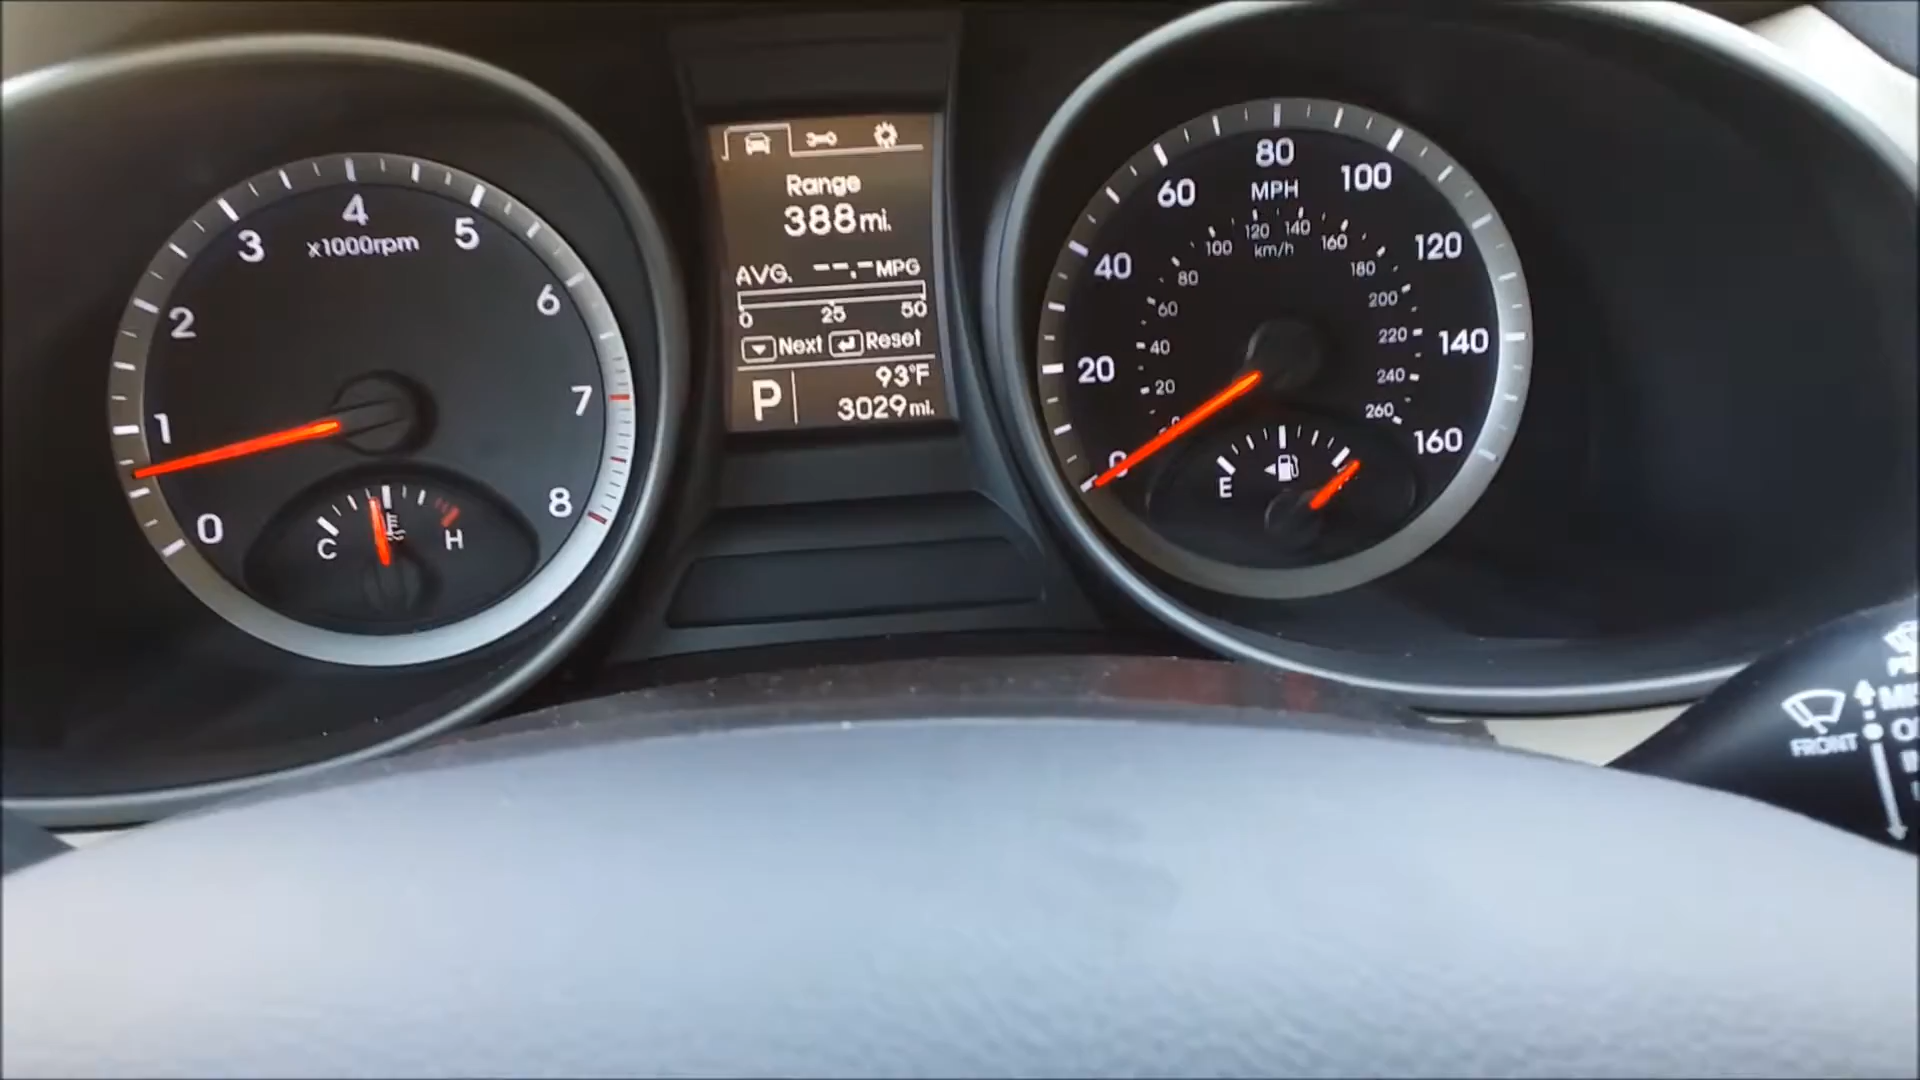 0 1 2 3 4 5 6 7 8
x1000rpm
C H
Range
388mi.
AVG. --.-MPG
0 25 50
Next Reset
P 93°F
3029mi.
0 20 40 60 80 100 120 140 160
MPH
20 40 60 80 100 120 140 160 180 200 220 240 260
km/h
E
FRONT